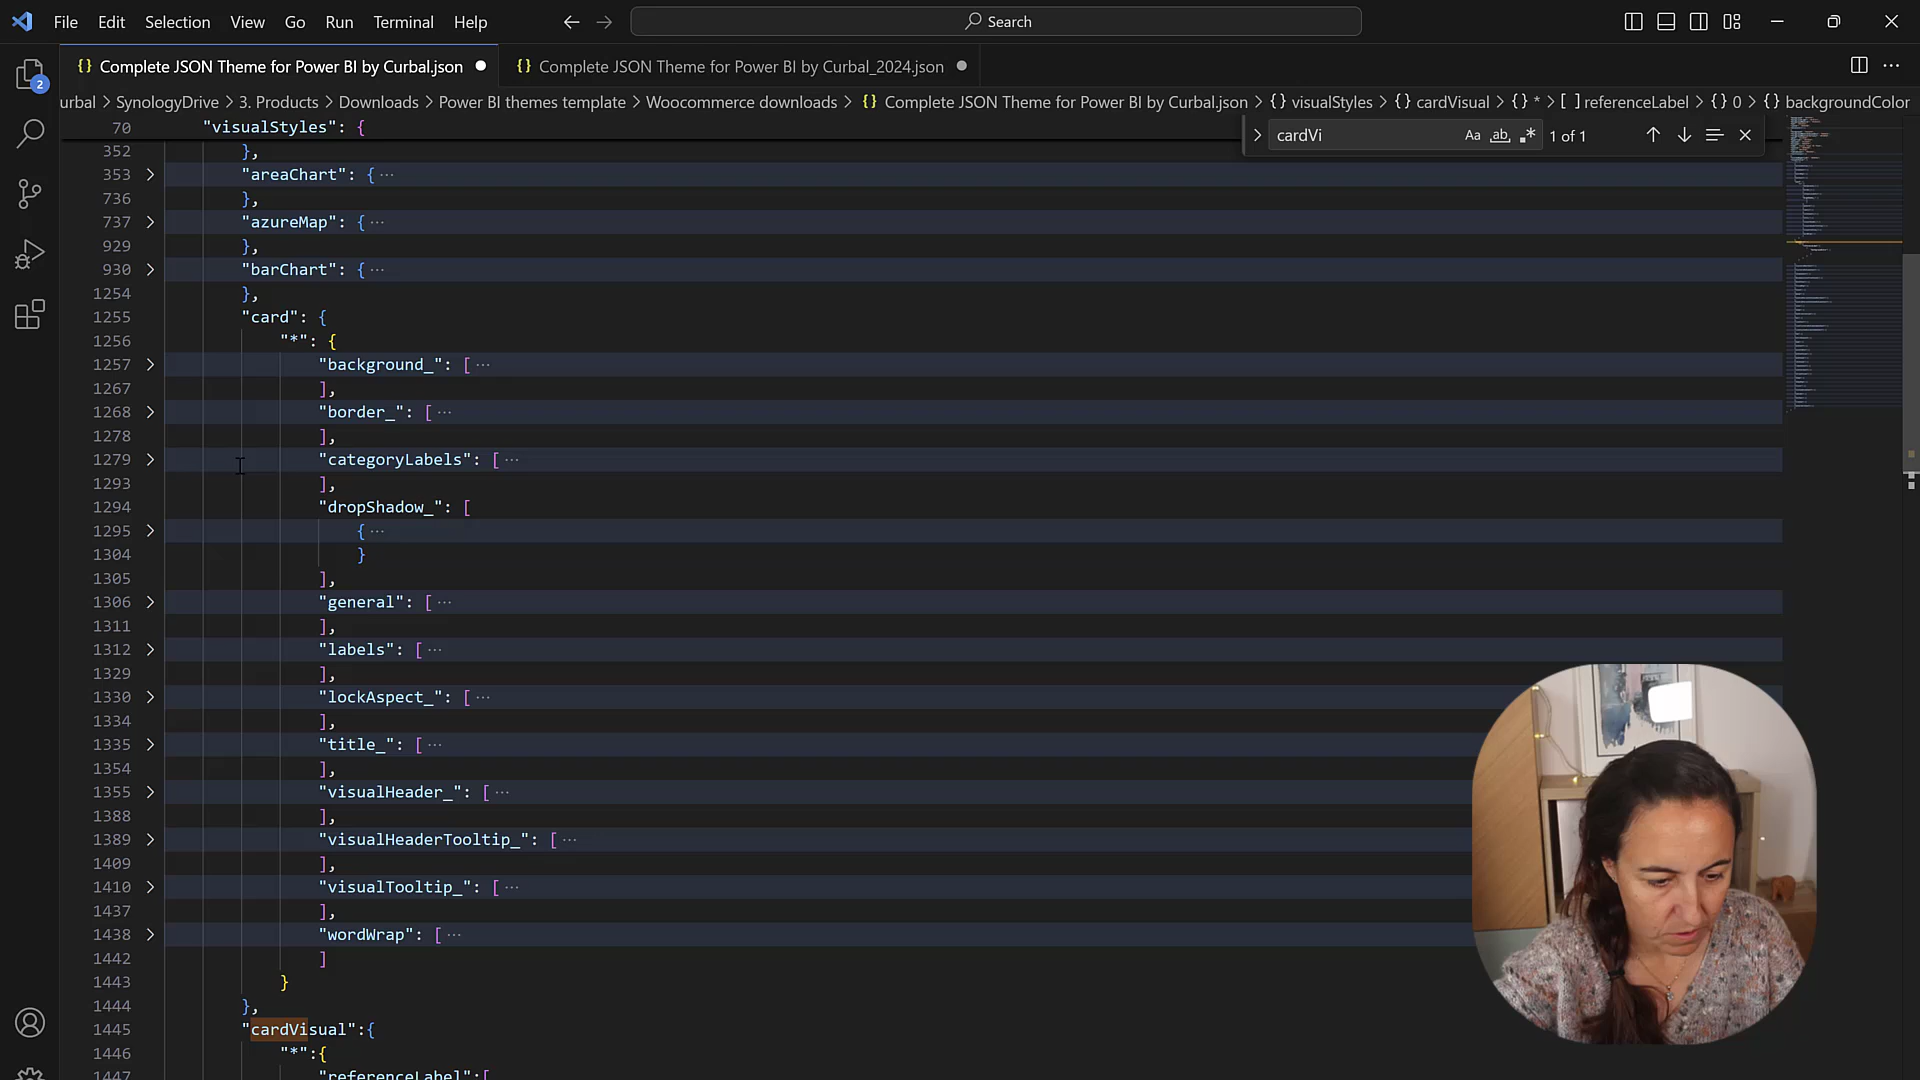 File Edit Selection View Go Run Terminal Help Search
{} Complete JSON Theme for Power BI by Curbal.json ● {} Complete JSON Theme for Power BI by Curbal_2024.json ●
urbal > SynologyDrive > 3. Products > Downloads > Power BI themes template > Woocommerce downloads > {} Complete JSON Theme for Power BI by Curbal.json > {} visualStyles > {} cardVisual > {} * > [ ] referenceLabel > {} 0 > {} backgroundColor
2
70 "visualStyles": {
cardVi Aa ab 1 of 1
352 },
353 "areaChart": { ···
736 },
737 "azureMap": { ···
929 },
930 "barChart": { ···
1254 },
1255 "card": {
1256 "*": {
1257 "background_": [ ···
1267 ],
1268 "border_": [ ···
1278 ],
1279 "categoryLabels": [ ···
1293 ],
1294 "dropShadow_": [
1295 { ···
1304 }
1305 ],
1306 "general": [ ···
1311 ],
1312 "labels": [ ···
1329 ],
1330 "lockAspect_": [ ···
1334 ],
1335 "title_": [ ···
1354 ],
1355 "visualHeader_": [ ···
1388 ],
1389 "visualHeaderTooltip_": [ ···
1409 ],
1410 "visualTooltip_": [ ···
1437 ],
1438 "wordWrap": [ ···
1442 ]
1443 }
1444 },
1445 "cardVisual":{
1446 "*":{
1447 "referenceLabel":[